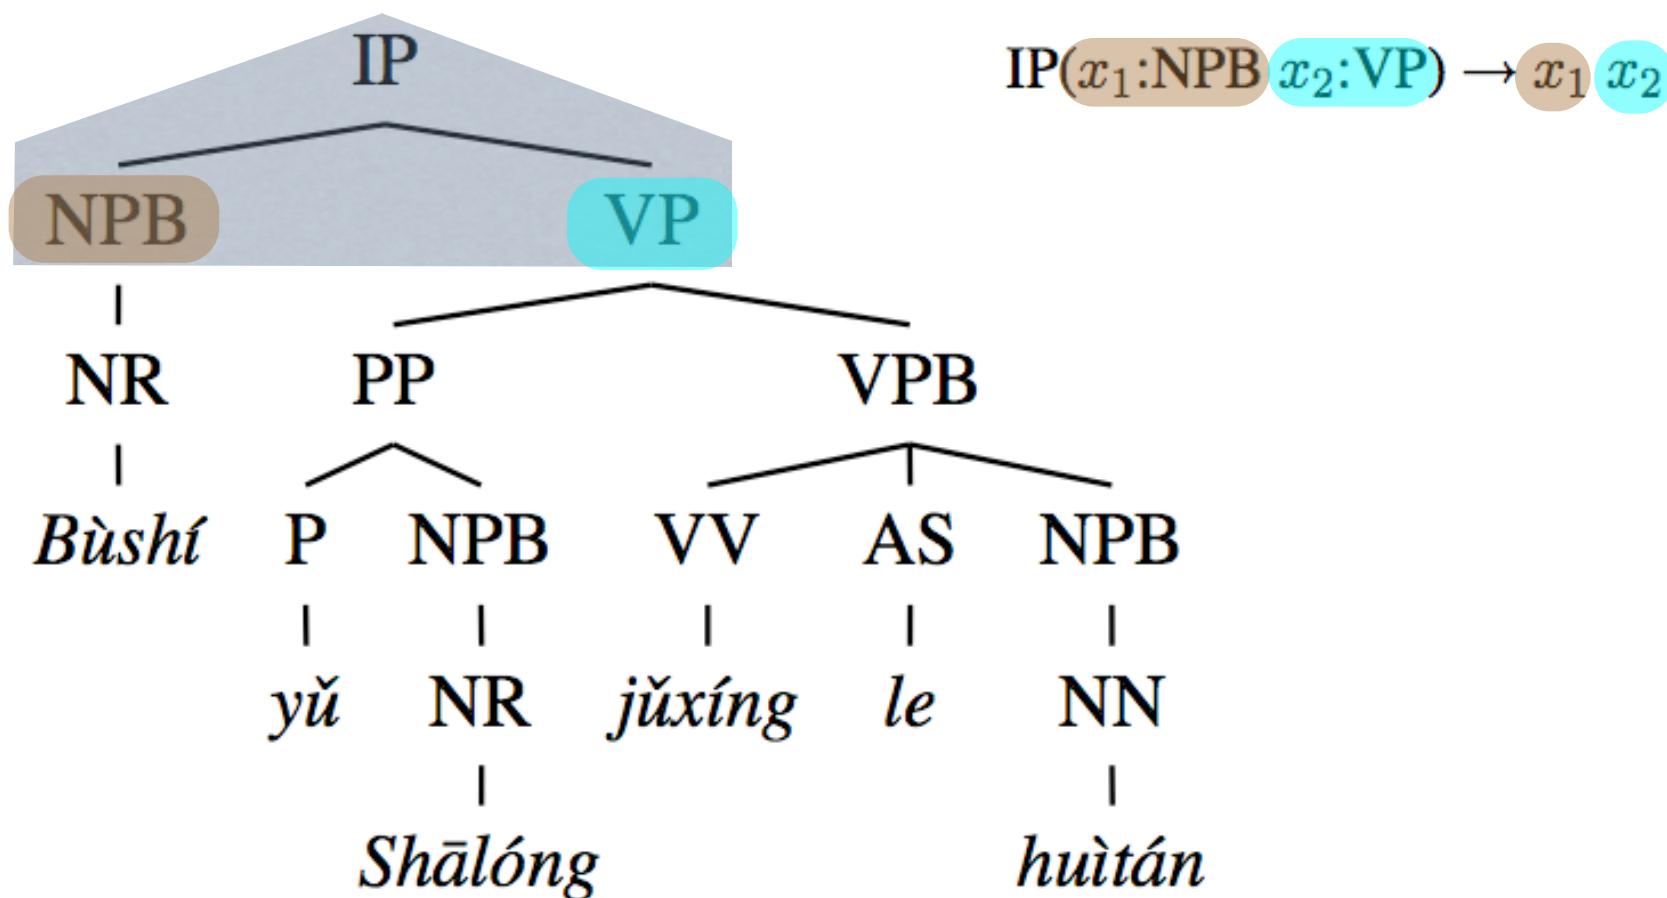 IP IP(x₁:NPB x₂:VP) → x₁ x₂
NPB VP
NR PP VPB
Bùshí P NPB VV AS NPB
yǔ NR jǔxíng le NN
Shālóng huìtán